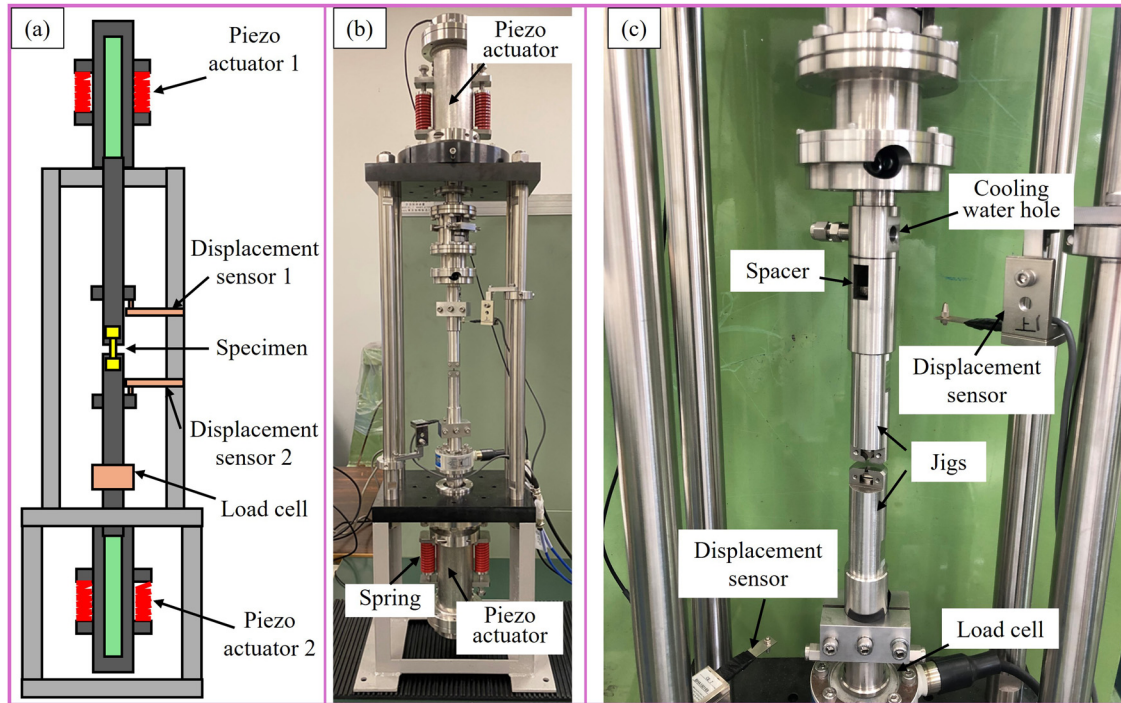 (a)
Piezo
actuator 1
Displacement
sensor 1
Specimen
Displacement
sensor 2
Load cell
Piezo
actuator 2
(b)
Piezo
actuator
Spring
Piezo
actuator
(c)
Cooling
water hole
Spacer
Displacement
sensor
Jigs
Displacement
sensor
Load cell